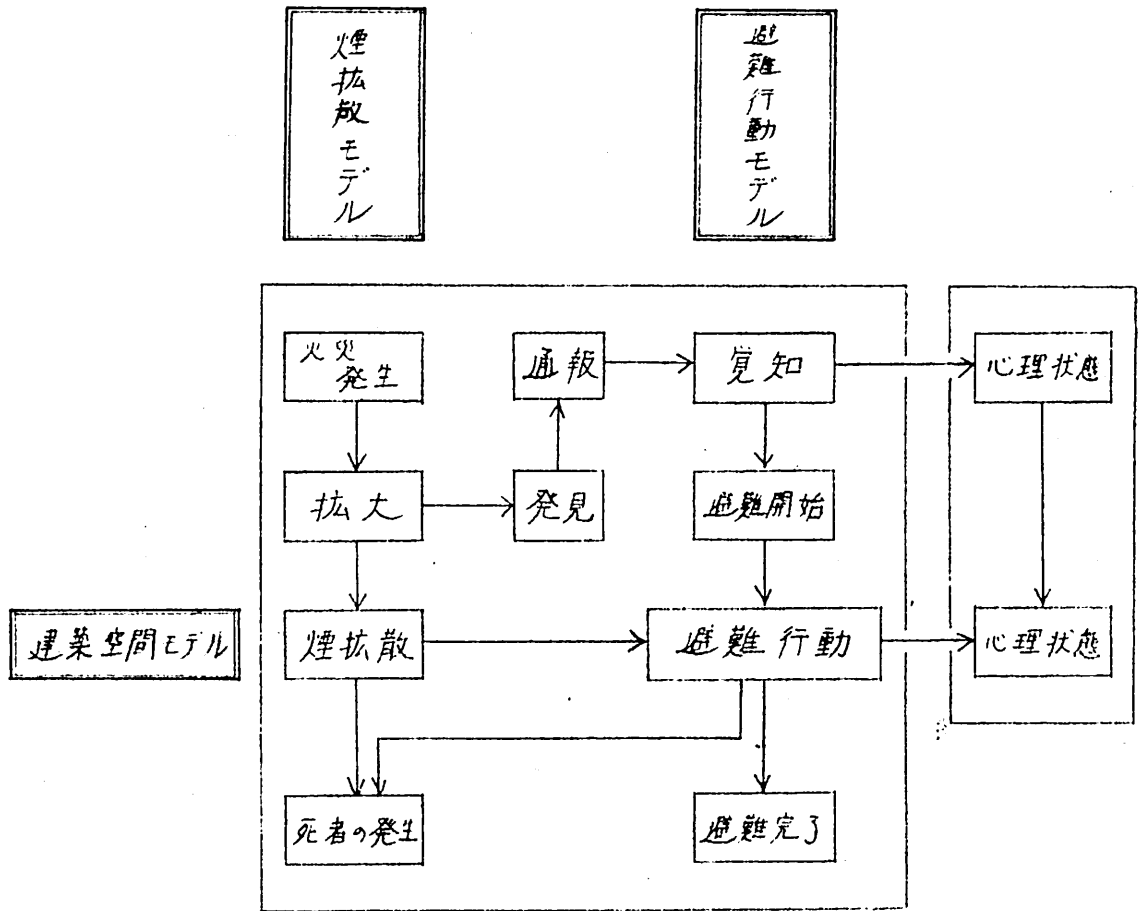 煙拡散モデル
避難行動モデル
火災
発生
通報
覚知
心理状態
拡大
発見
避難開始
建築空間モデル
煙拡散
避難行動
心理状態
死者の発生
避難完了